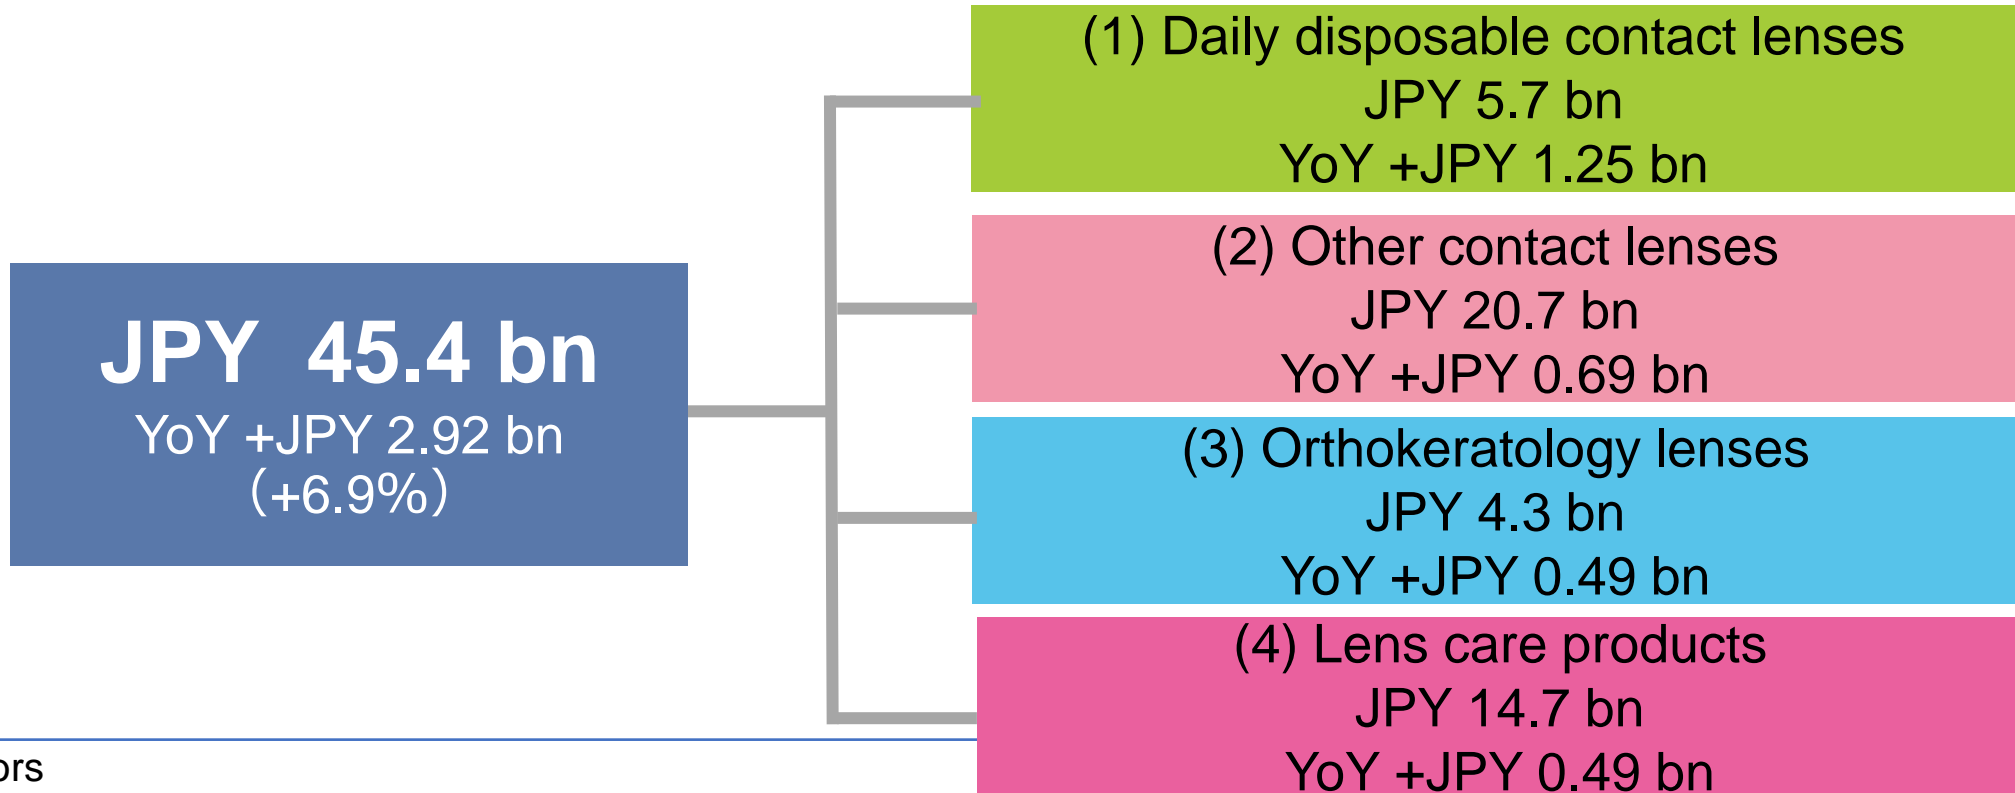 JPY 45.4 bn
YoY +JPY 2.92 bn
(+6.9%)
(1) Daily disposable contact lenses
JPY 5.7 bn
YoY +JPY 1.25 bn
(2) Other contact lenses
JPY 20.7 bn
YoY +JPY 0.69 bn
(3) Orthokeratology lenses
JPY 4.3 bn
YoY +JPY 0.49 bn
(4) Lens care products
JPY 14.7 bn
YoY +JPY 0.49 bn